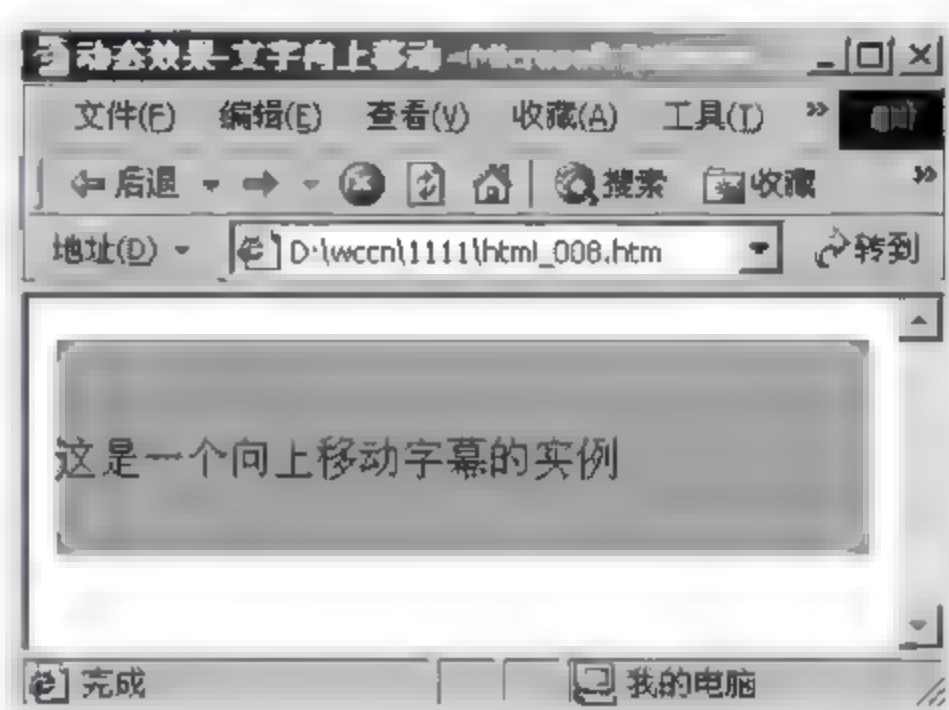 动态效果-文字向上移动 -Microsoft
文件(F) 编辑(E) 查看(V) 收藏(A) 工具(T) »
后退 搜索 收藏 »
地址(D) D:\wccn\1111\html_008.htm 转到
这是一个向上移动字幕的实例
完成 我的电脑